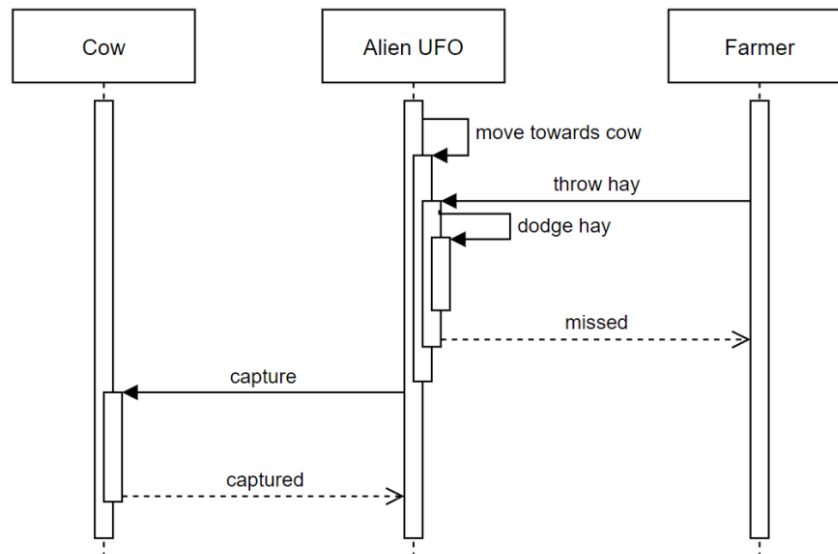 Cow
Alien UFO
Farmer
move towards cow
throw hay
dodge hay
missed
capture
captured